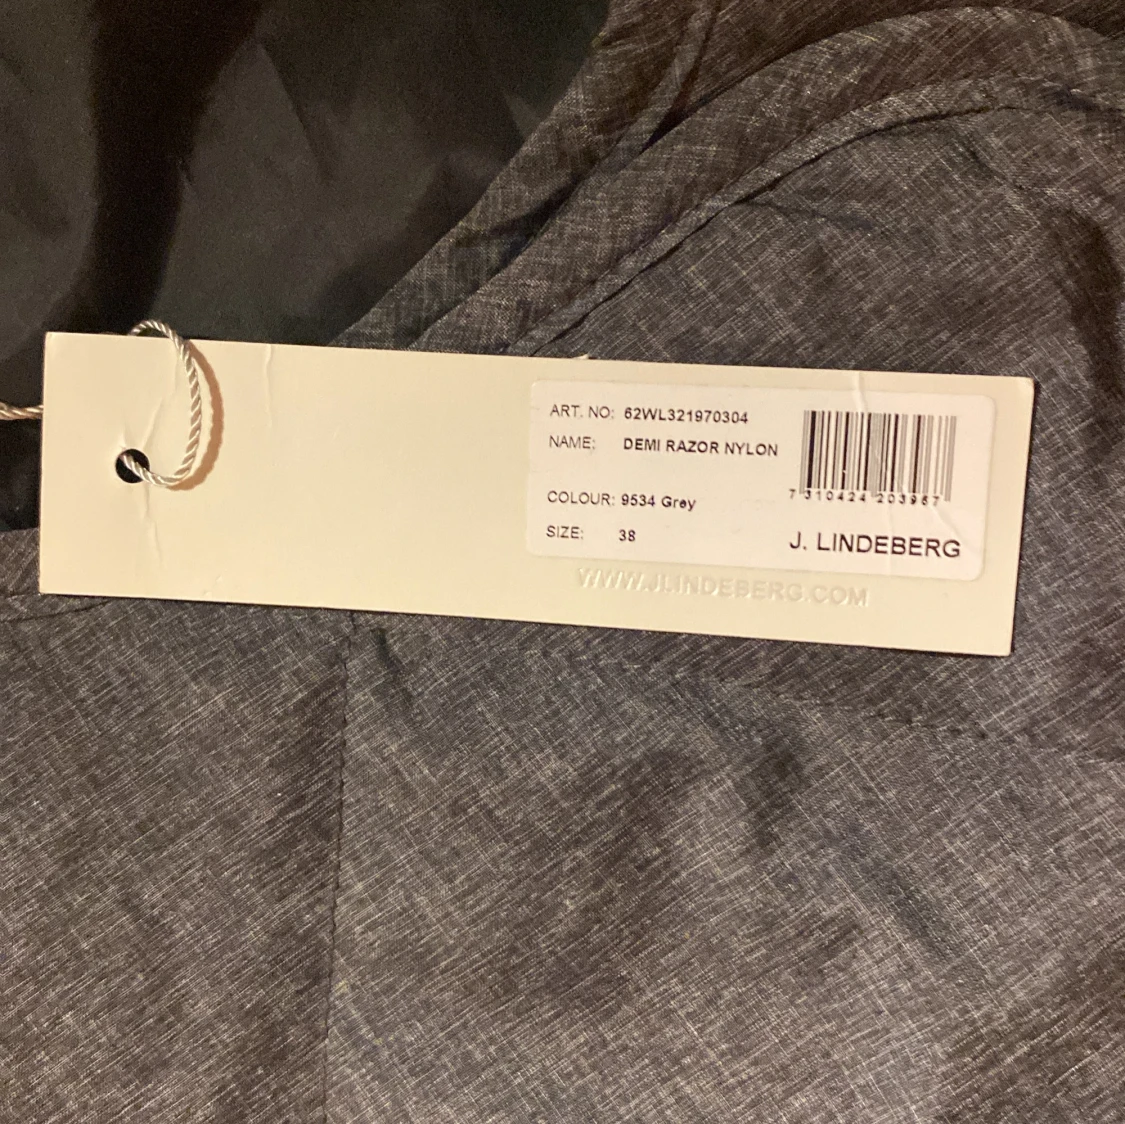 ART. NO: 62WL321970304
NAME: DEMI RAZOR NYLON
COLOUR: 9534 Grey
SIZE: 38
7 310424 203967
J. LINDEBERG
WWW.JLINDEBERG.COM